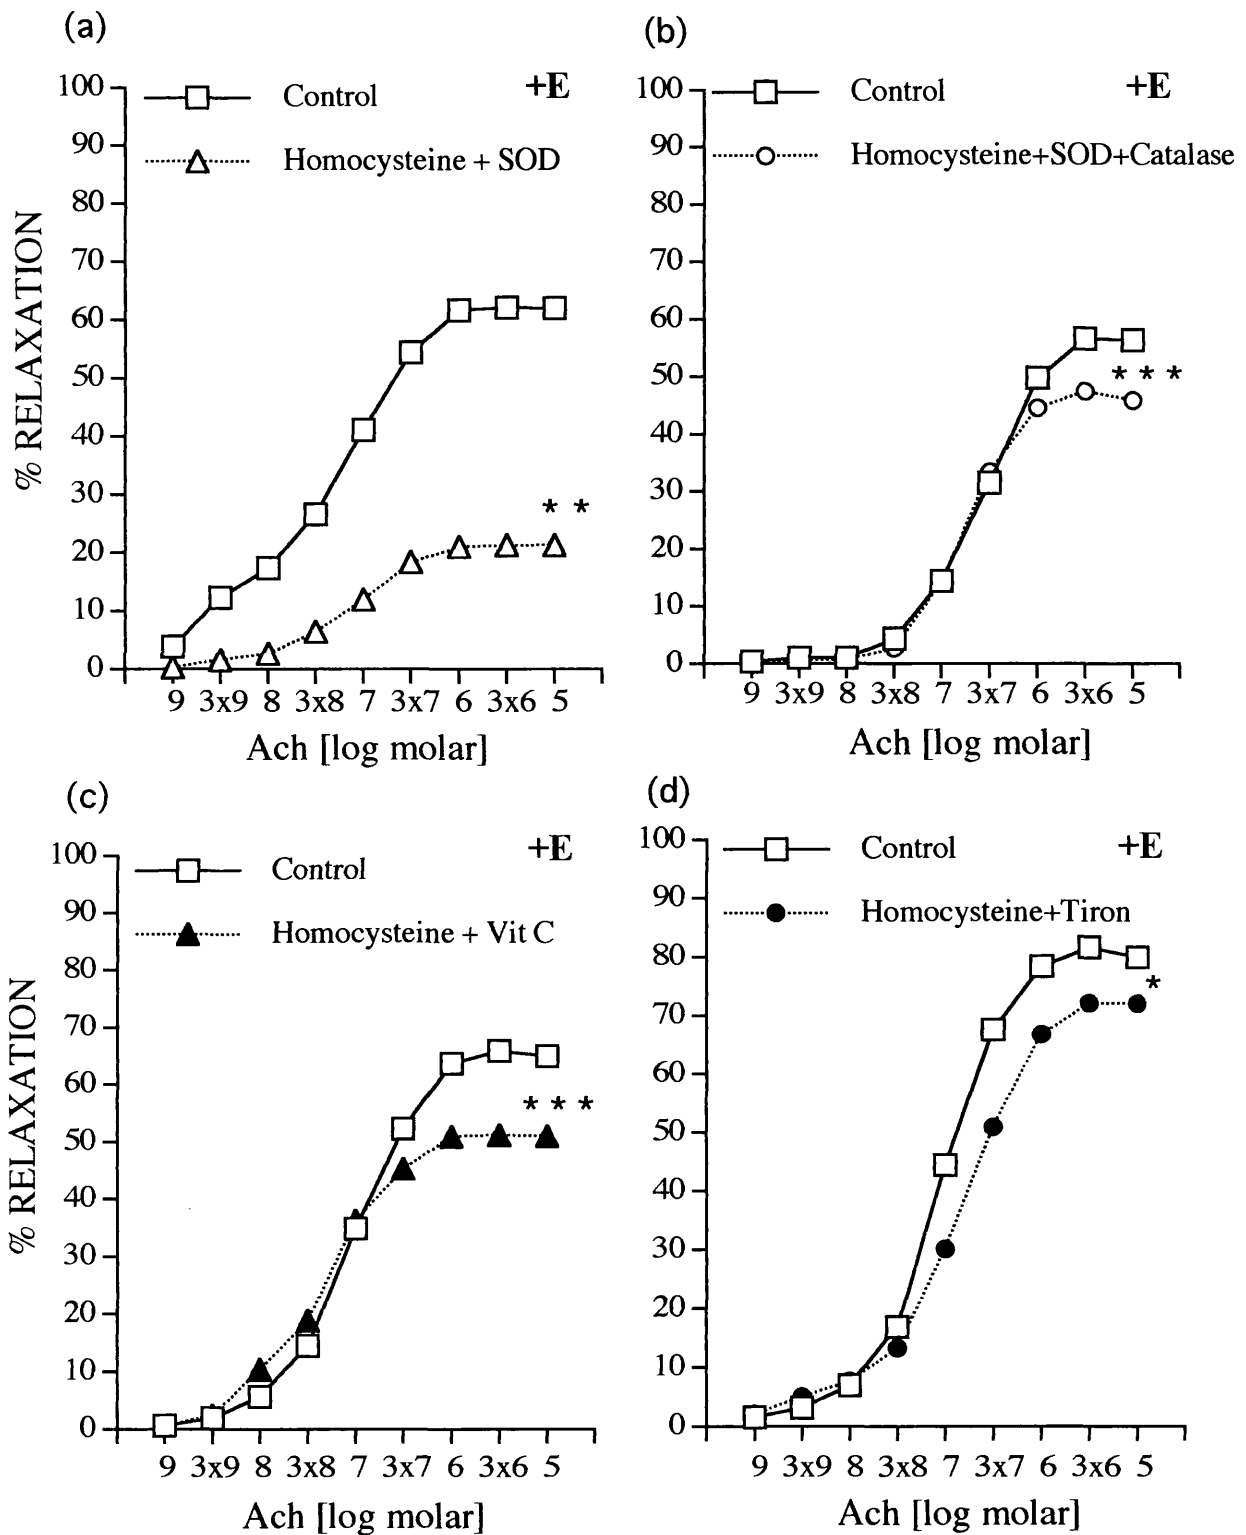 (a)
+E
Control
Homocysteine + SOD
100
90
80
70
60
50
40
30
20
10
0
% RELAXATION
* *
9 3x9 8 3x8 7 3x7 6 3x6 5
Ach [log molar]
(b)
+E
Control
Homocysteine+SOD+Catalase
100
90
80
70
60
50
40
30
20
10
0
* * *
9 3x9 8 3x8 7 3x7 6 3x6 5
Ach [log molar]
(c)
+E
Control
Homocysteine + Vit C
100
90
80
70
60
50
40
30
20
10
0
% RELAXATION
* * *
9 3x9 8 3x8 7 3x7 6 3x6 5
Ach [log molar]
(d)
+E
Control
Homocysteine+Tiron
100
90
80
70
60
50
40
30
20
10
0
*
9 3x9 8 3x8 7 3x7 6 3x6 5
Ach [log molar]